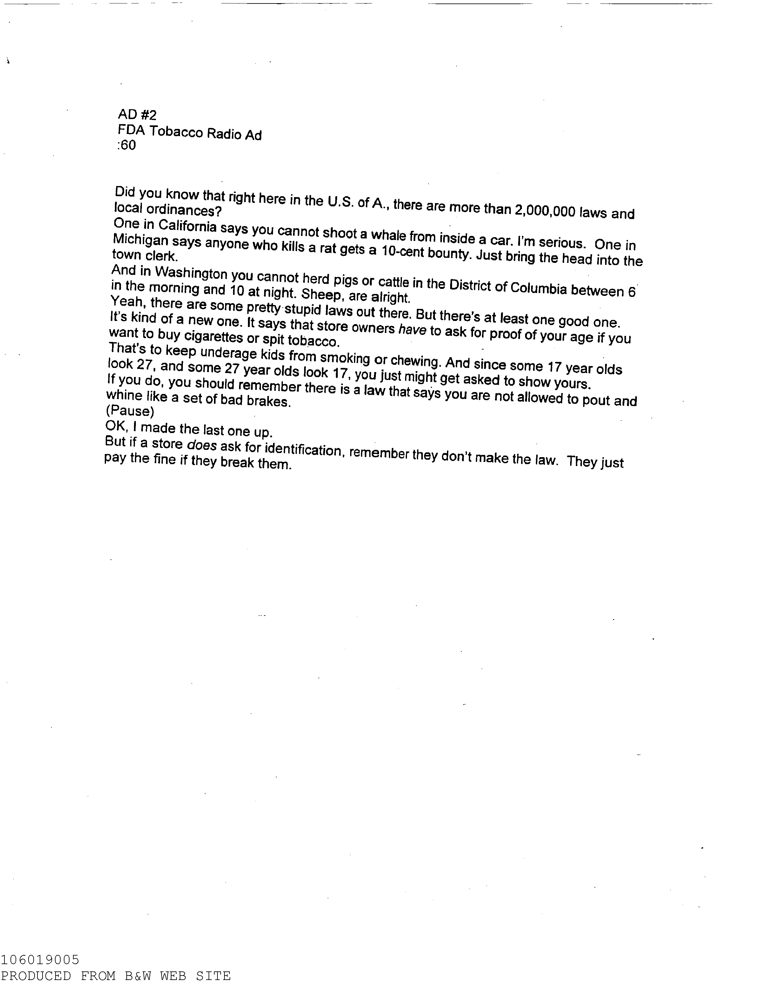 AD #2
FDA Tobacco Radio Ad
:60
Did you know that right here in the U.S. of A., there are more than 2,000,000 laws and
local ordinances?
One in California says you cannot shoot a whale from inside a car. I'm serious. One in
Michigan says anyone who kills a rat gets a 10-cent bounty. Just bring the head into the
town clerk.
And in Washington you cannot herd pigs or cattle in the District of Columbia between 6
in the morning and 10 at night. Sheep, are alright.
Yeah, there are some pretty stupid laws out there. But there's at least one good one.
It's kind of a new one. It says that store owners have to ask for proof of your age if you
want to buy cigarettes or spit tobacco.
That's to keep underage kids from smoking or chewing. And since some 17 year olds
look 27, and some 27 year olds look 17, you just might get asked to show yours.
If you do, you should remember there is a law that says you are not allowed to pout and
whine like a set of bad brakes.
(Pause)
OK, I made the last one up.
But if a store does ask for identification, remember they don't make the law. They just
pay the fine if they break them.
106019005
PRODUCED FROM B&W WEB SITE